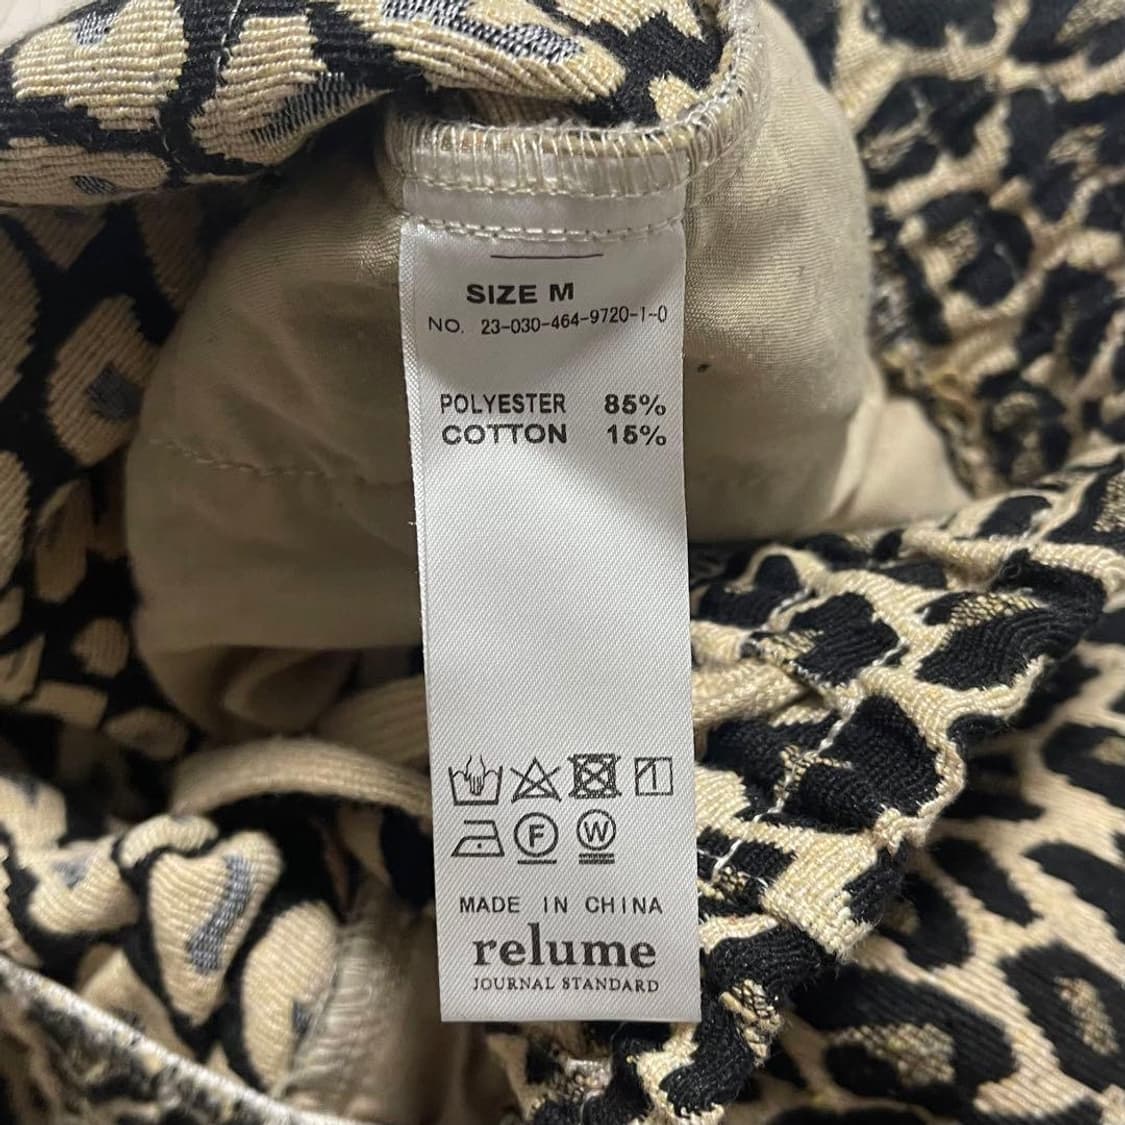 SIZE M
NO. 23-030-464-9720-1-0
POLYESTER 85%
COTTON 15%
F W
MADE IN CHINA
relume
JOURNAL STANDARD